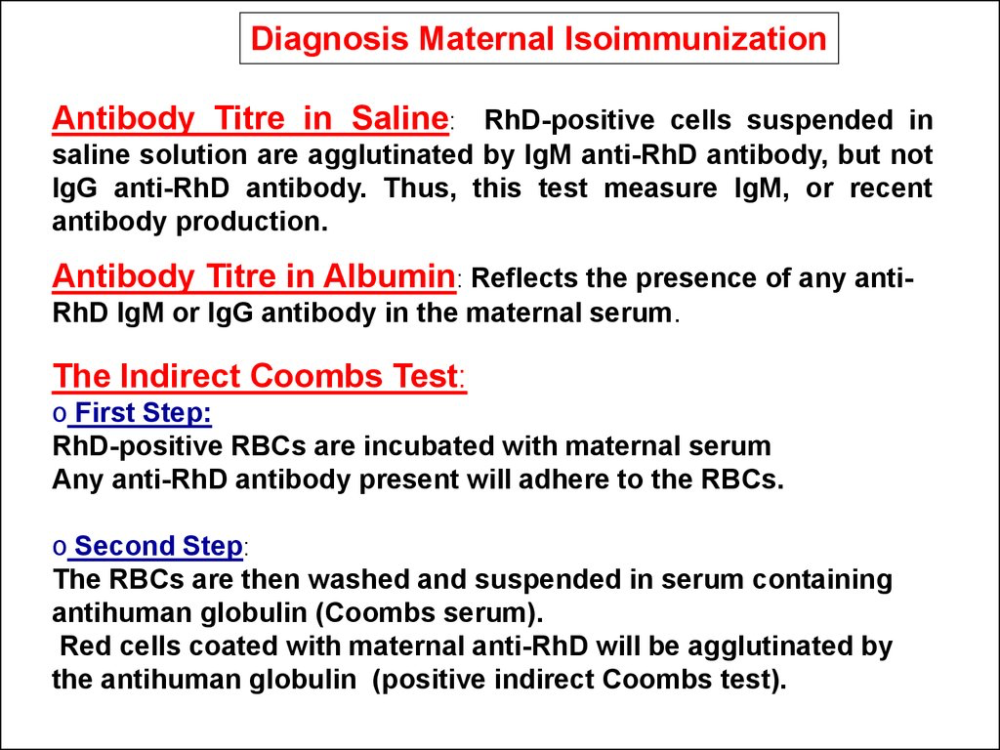 Diagnosis Maternal Isoimmunization
Antibody Titre in Saline: RhD-positive cells suspended in
saline solution are agglutinated by IgM anti-RhD antibody, but not
IgG anti-RhD antibody. Thus, this test measure IgM, or recent
antibody production.
Antibody Titre in Albumin: Reflects the presence of any anti-
RhD IgM or IgG antibody in the maternal serum.
The Indirect Coombs Test:
o First Step:
RhD-positive RBCs are incubated with maternal serum
Any anti-RhD antibody present will adhere to the RBCs.
o Second Step:
The RBCs are then washed and suspended in serum containing
antihuman globulin (Coombs serum).
Red cells coated with maternal anti-RhD will be agglutinated by
the antihuman globulin (positive indirect Coombs test).